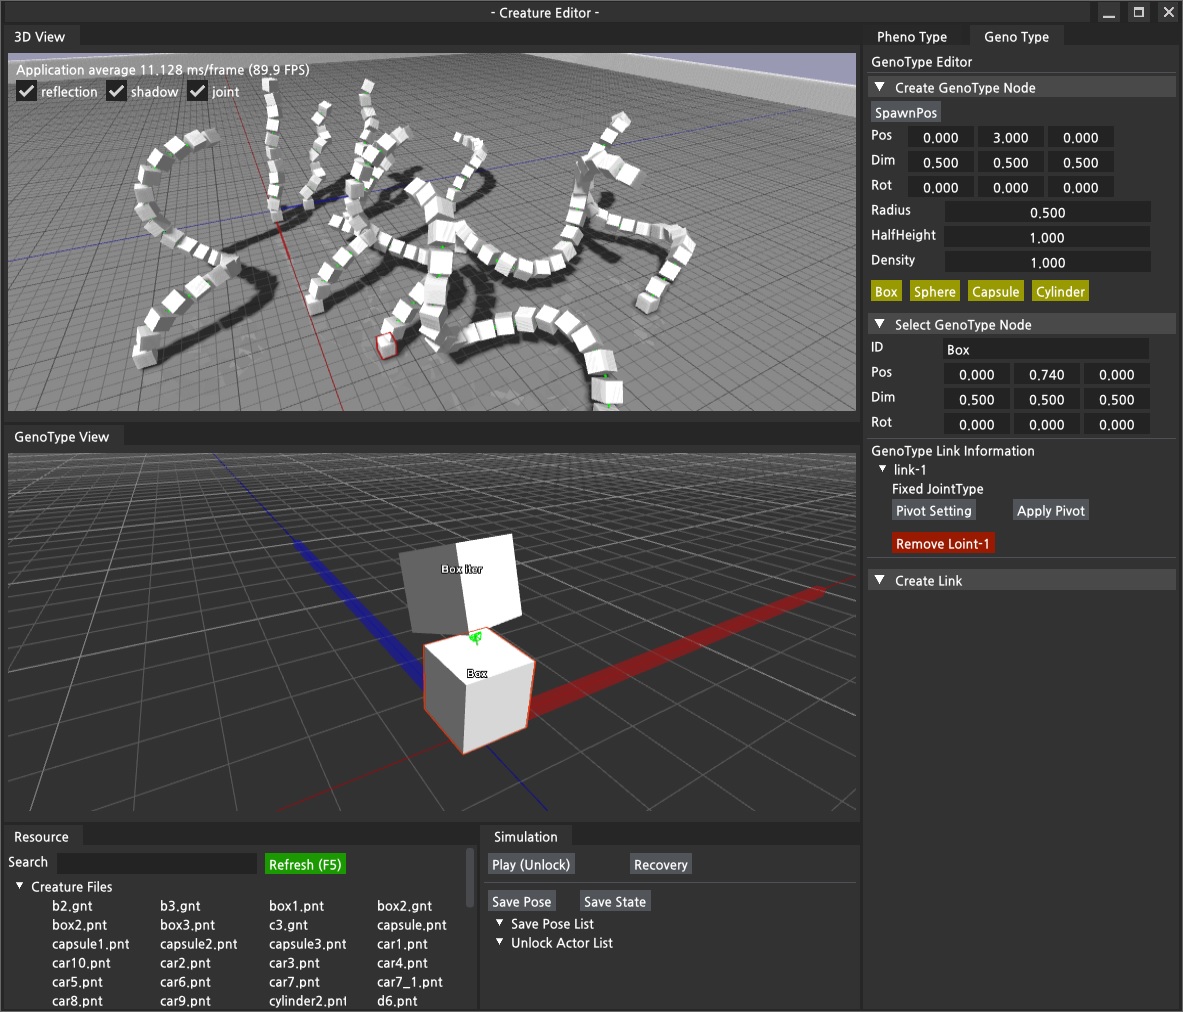 - Creature Editor -
3D View
Application average 11.128 ms/frame (89.9 FPS)
reflection shadow joint
GenoType View
Box iter
Box
Resource
Search Refresh (F5)
Creature Files
b2.gnt b3.gnt box1.pnt box2.gnt
box2.pnt box3.pnt c3.gnt capsule.pnt
capsule1.pnt capsule2.pnt capsule3.pnt car1.pnt
car10.pnt car2.pnt car3.pnt car4.pnt
car5.pnt car6.pnt car7.pnt car7_1.pnt
car8.pnt car9.pnt cylinder2.pnt d6.pnt
Simulation
Play (Unlock) Recovery
Save Pose Save State
Save Pose List
Unlock Actor List
Pheno Type Geno Type
GenoType Editor
Create GenoType Node
SpawnPos
Pos 0.000 3.000 0.000
Dim 0.500 0.500 0.500
Rot 0.000 0.000 0.000
Radius 0.500
HalfHeight 1.000
Density 1.000
Box Sphere Capsule Cylinder
Select GenoType Node
ID Box
Pos 0.000 0.740 0.000
Dim 0.500 0.500 0.500
Rot 0.000 0.000 0.000
GenoType Link Information
link-1
Fixed JointType
Pivot Setting Apply Pivot
Remove Loint-1
Create Link